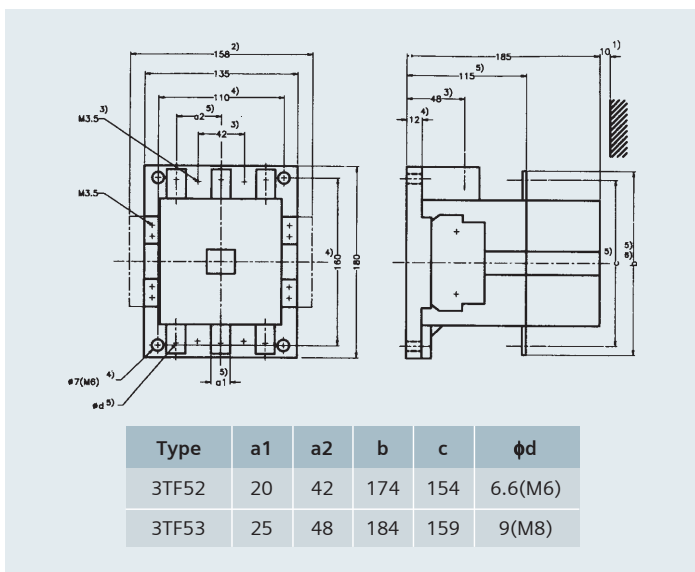 158 2)
135
110 4)
a2 5)
42 3)
M3.5 3)
M3.5
4) 160
180
ø7(M6) 4)
ød 5)
5) a1
185
10 1)
115 5)
48 3)
12 4)
5) c
5) 6) b
Type a1 a2 b c ϕd
3TF52 20 42 174 154 6.6(M6)
3TF53 25 48 184 159 9(M8)